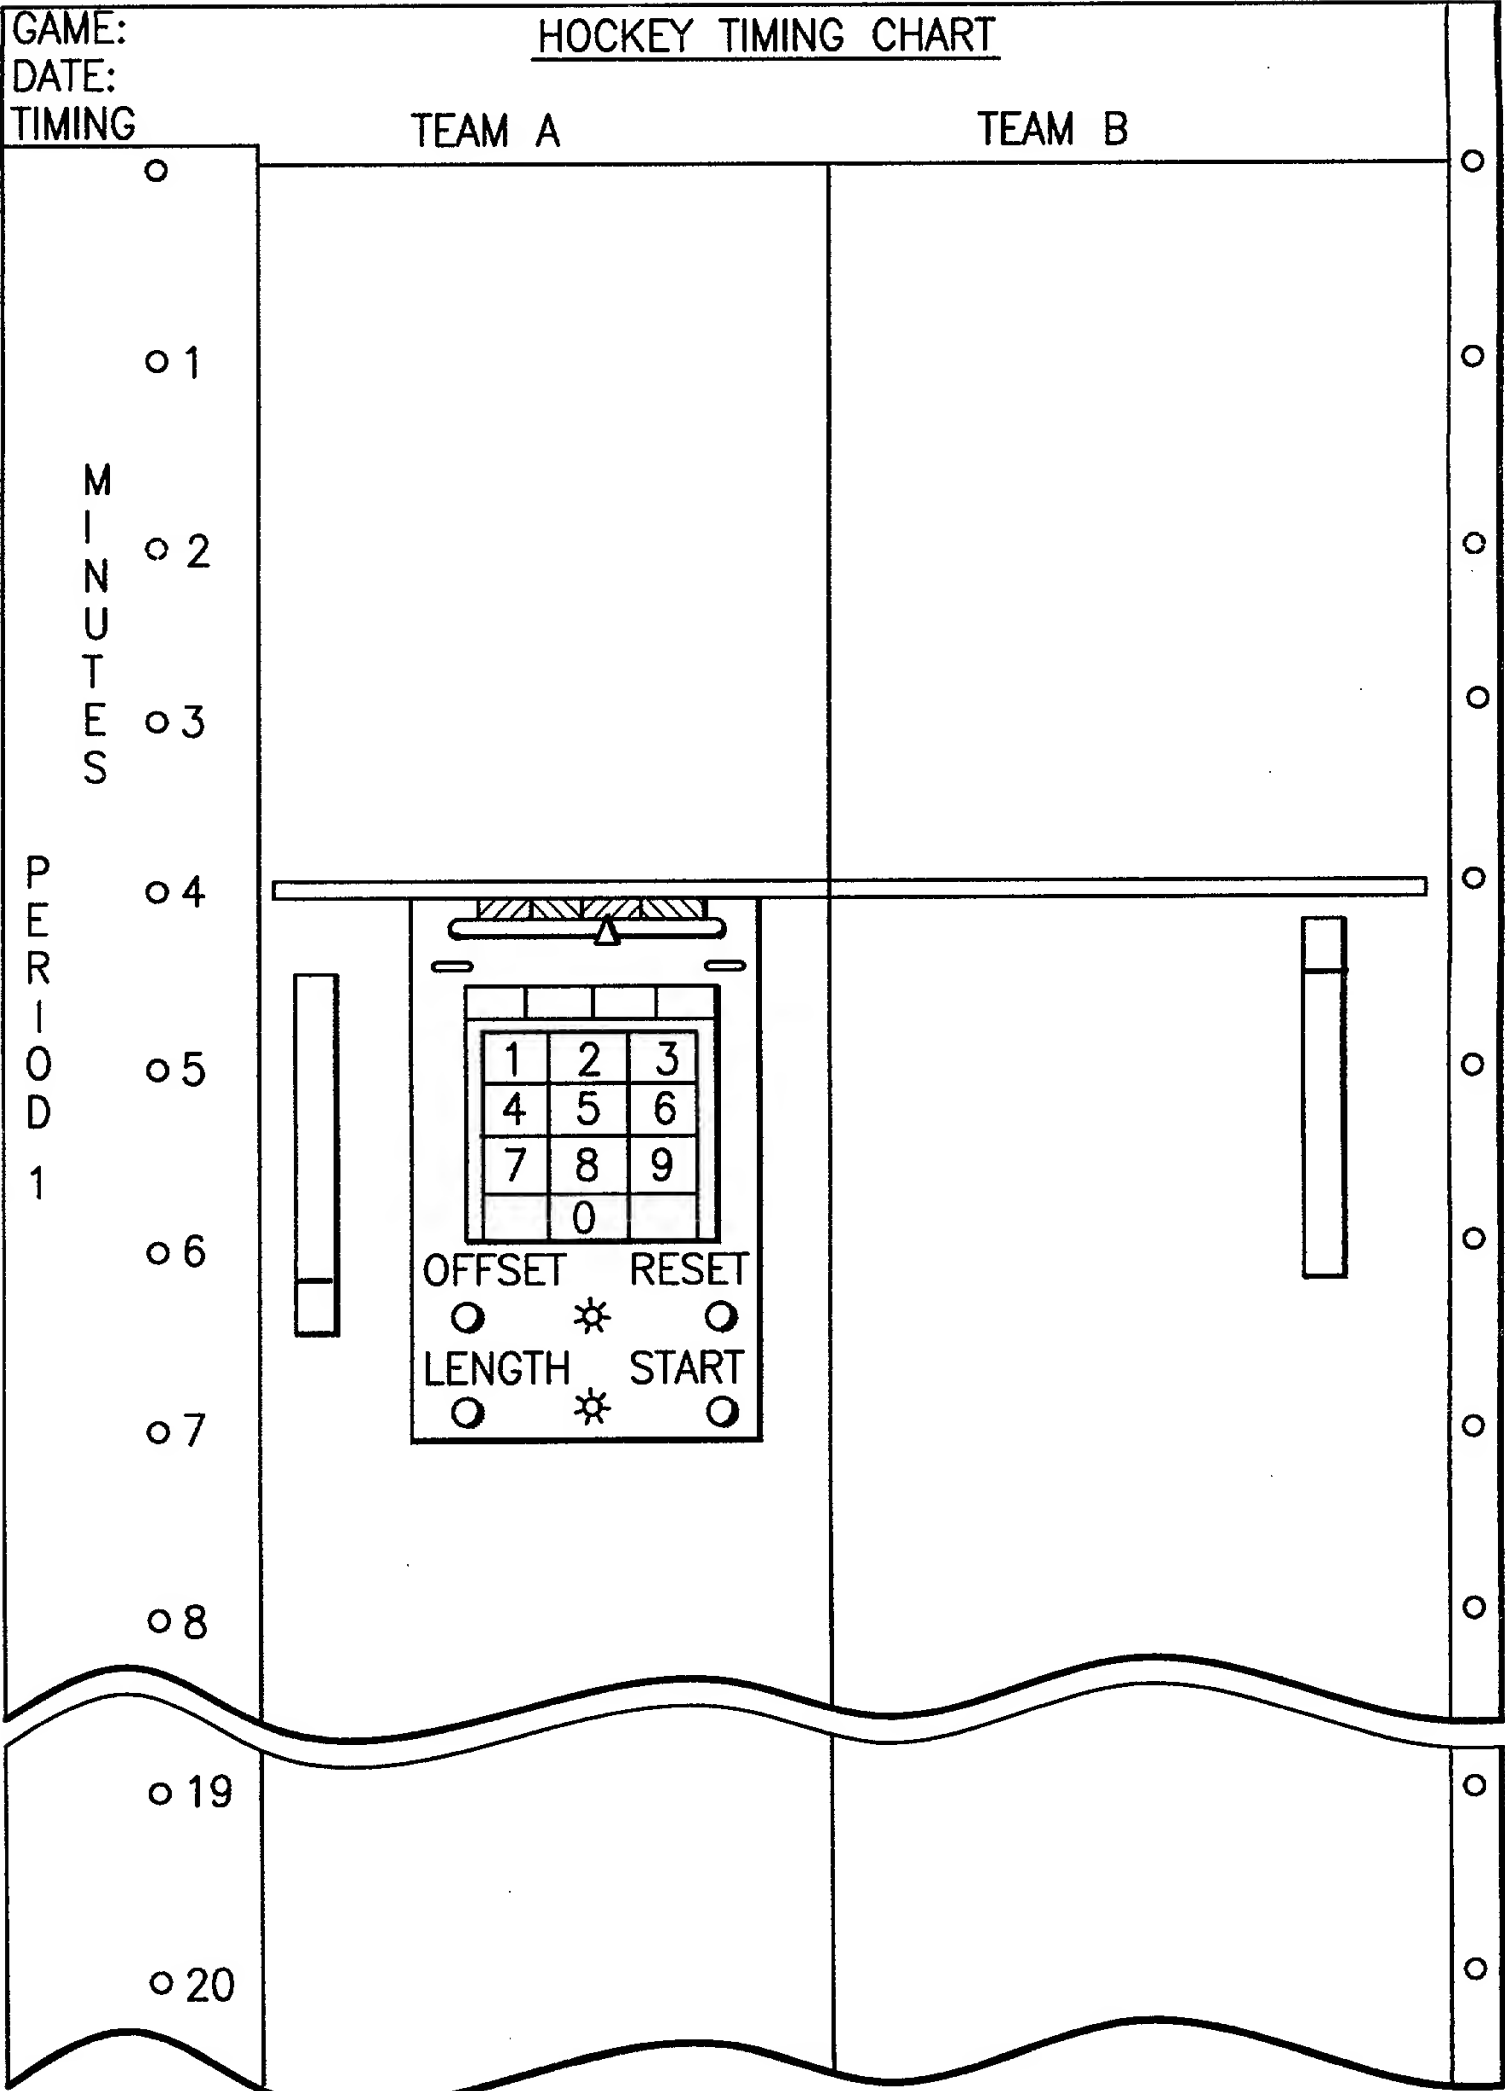 GAME:
HOCKEY TIMING CHART
DATE:
TIMING
TEAM A
TEAM B
1
2
3
4
5
6
7
8
19
20
MINUTES
PERIOD 1
1 2 3
4 5 6
7 8 9
0
OFFSET RESET
LENGTH START